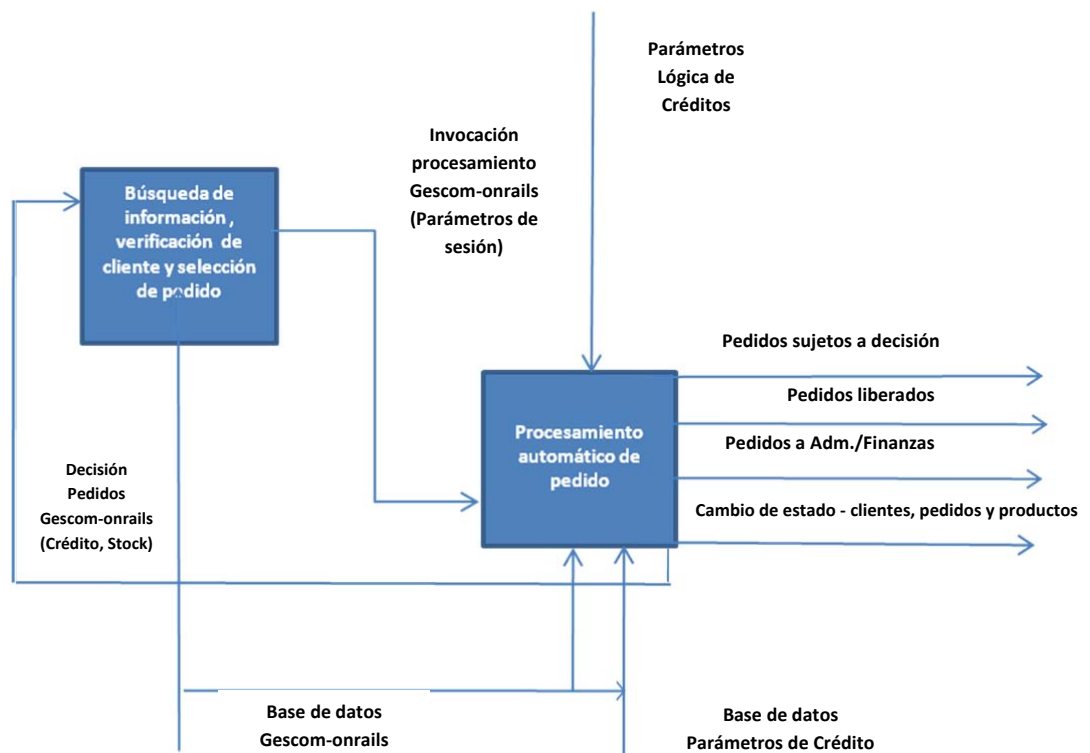 Parámetros
Lógica de
Créditos
Invocación
procesamiento
Gescom-onrails
(Parámetros de
sesión)
Búsqueda de
información ,
verificación de
cliente y selección
de pedido
Pedidos sujetos a decisión
Pedidos liberados
Pedidos a Adm./Finanzas
Cambio de estado - clientes, pedidos y productos
Procesamiento
automático de
pedido
Decisión
Pedidos
Gescom-onrails
(Crédito, Stock)
Base de datos
Gescom-onrails
Base de datos
Parámetros de Crédito